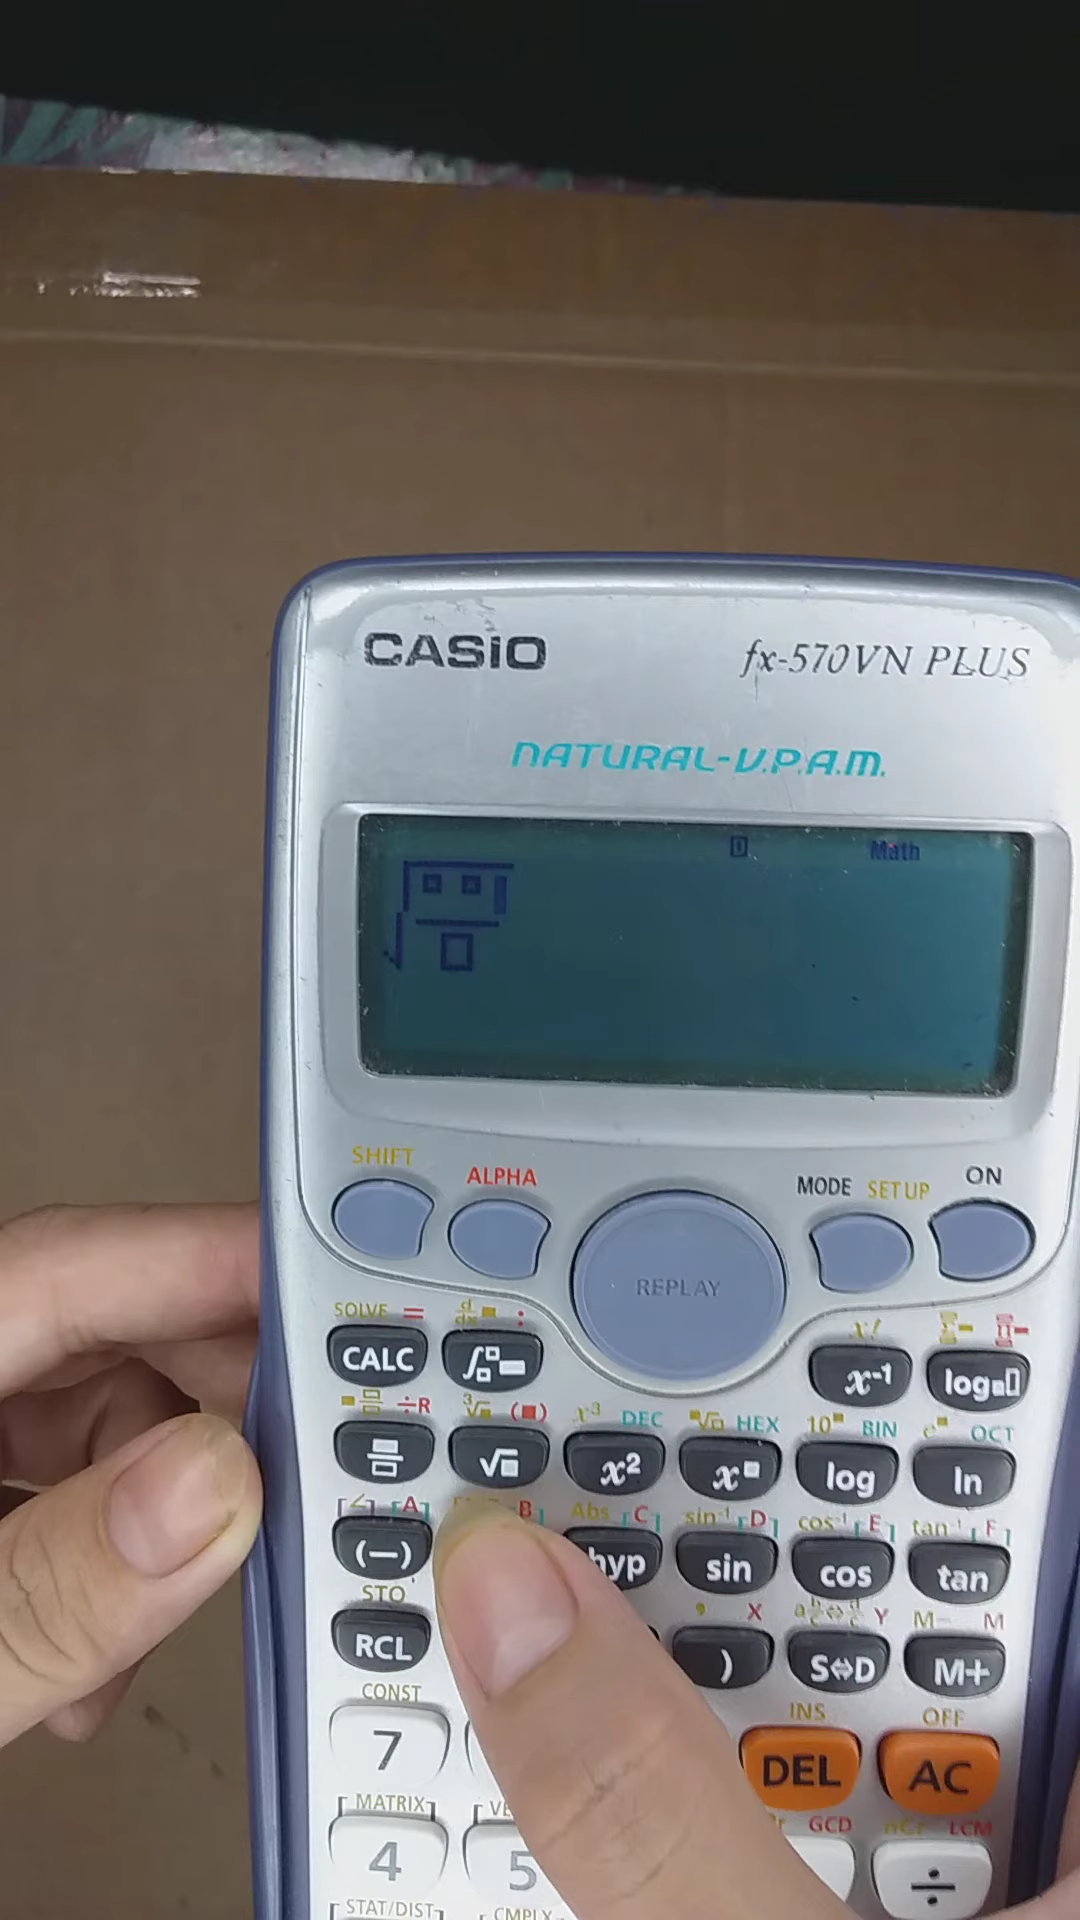 CASIO fx-570VN PLUS
NATURAL-V.P.A.M.
D Math
SHIFT ALPHA MODE SETUP ON
REPLAY
SOLVE = d/dx :
x!
CALC x⁻¹ log
÷R ∛ x⁻³ DEC HEX 10 BIN e OCT
√ x² x log ln
∠ A B Abs C sin⁻¹ D cos⁻¹ E tan⁻¹ F
(−) hyp sin cos tan
STO , X Y M− M
RCL ) S⇔D M+
CONST INS OFF
7 DEL AC
MATRIX GCD LCM
4 5 ÷
STAT/DIST CMPLX